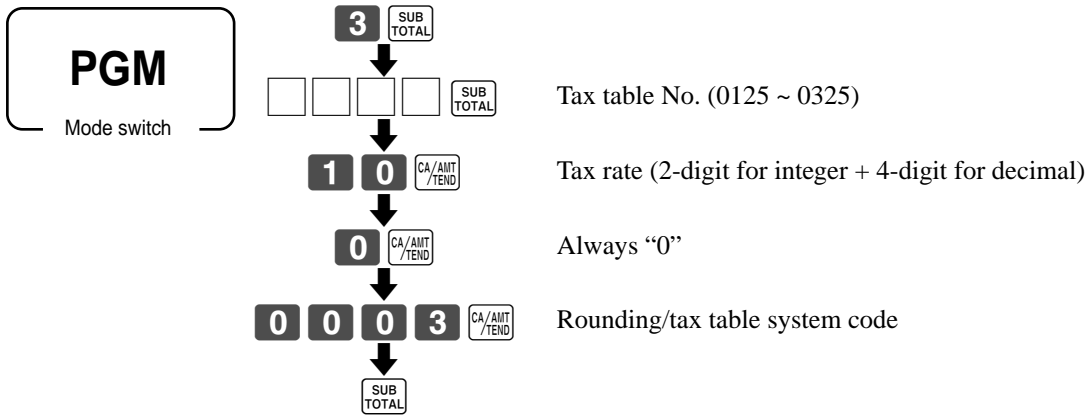 3 SUB TOTAL
PGM
Mode switch
SUB TOTAL Tax table No. (0125 ~ 0325)
1 0 CA/AMT /TEND Tax rate (2-digit for integer + 4-digit for decimal)
0 CA/AMT /TEND Always “0”
0 0 0 3 CA/AMT /TEND Rounding/tax table system code
SUB TOTAL